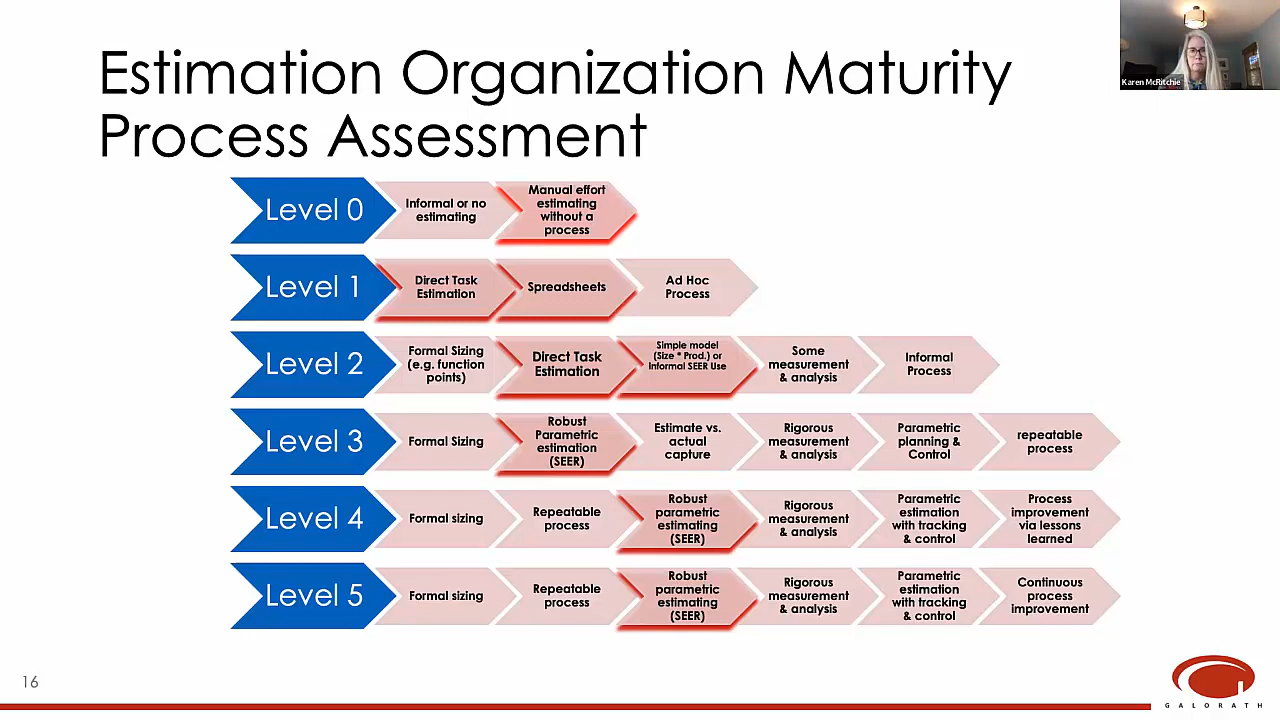 Estimation Organization Maturity
Process Assessment
Karen McRitchie
Level 0
Informal or no
estimating
Manual effort
estimating
without a
process
Level 1
Direct Task
Estimation
Spreadsheets
Ad Hoc
Process
Level 2
Formal Sizing
(e.g. function
points)
Direct Task
Estimation
Simple model
(Size * Prod.) or
Informal SEER Use
Some
measurement
& analysis
Informal
Process
Level 3
Formal Sizing
Robust
Parametric
estimation
(SEER)
Estimate vs.
actual
capture
Rigorous
measurement
& analysis
Parametric
planning &
Control
repeatable
process
Level 4
Formal sizing
Repeatable
process
Robust
parametric
estimating
(SEER)
Rigorous
measurement
& analysis
Parametric
estimation
with tracking
& control
Process
improvement
via lessons
learned
Level 5
Formal sizing
Repeatable
process
Robust
parametric
estimating
(SEER)
Rigorous
measurement
& analysis
Parametric
estimation
with tracking
& control
Continuous
process
improvement
16
GALORATH